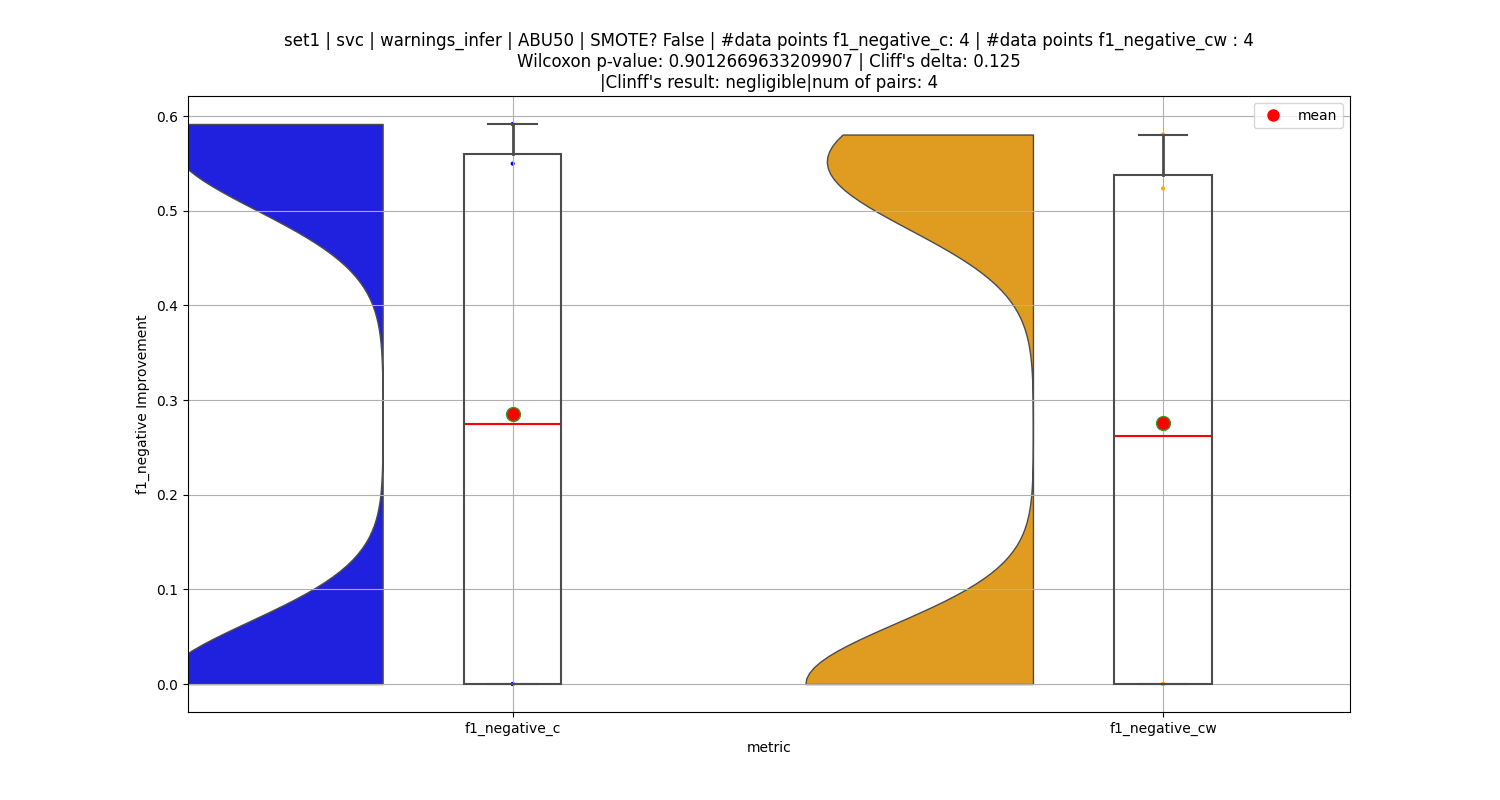 set1 | svc | warnings_infer | ABU50 | SMOTE? False | #data points f1_negative_c: 4 | #data points f1_negative_cw : 4
Wilcoxon p-value: 0.9012669633209907 | Cliff's delta: 0.125
|Clinff's result: negligible|num of pairs: 4
mean
0.6
0.5
0.4
0.3
0.2
0.1
0.0
f1_negative Improvement
f1_negative_c
f1_negative_cw
metric